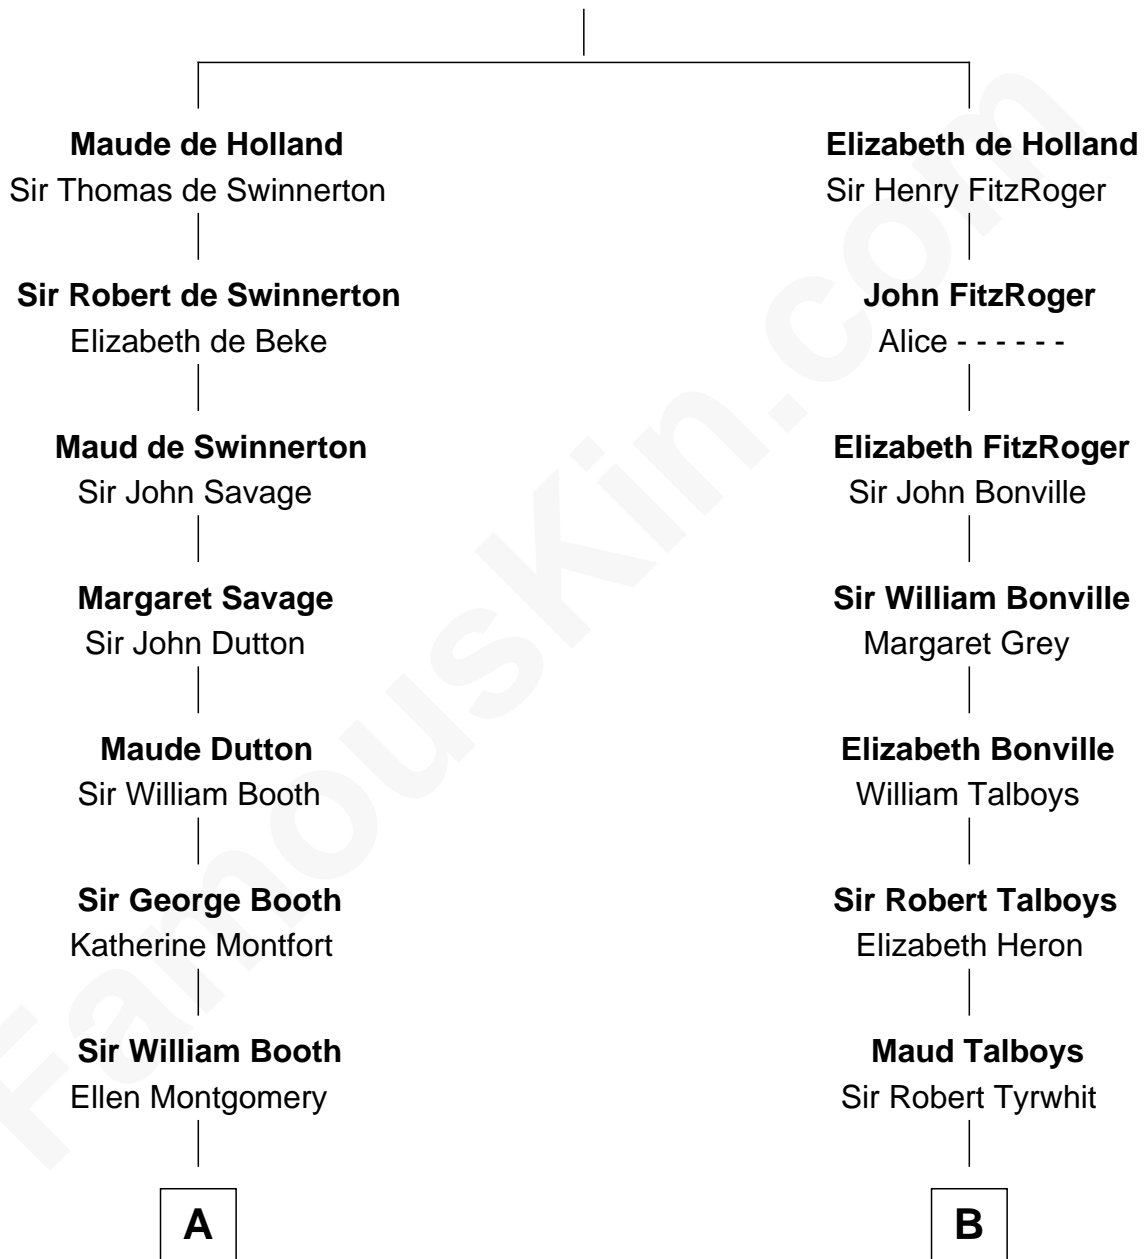 Maude de Holland
Sir Thomas de Swinnerton
Sir Robert de Swinnerton
Elizabeth de Beke
Maud de Swinnerton
Sir John Savage
Margaret Savage
Sir John Dutton
Maude Dutton
Sir William Booth
Sir George Booth
Katherine Montfort
Sir William Booth
Ellen Montgomery
A
Elizabeth de Holland
Sir Henry FitzRoger
John FitzRoger
Alice - - - - - -
Elizabeth FitzRoger
Sir John Bonville
Sir William Bonville
Margaret Grey
Elizabeth Bonville
William Talboys
Sir Robert Talboys
Elizabeth Heron
Maud Talboys
Sir Robert Tyrwhit
B
FamousKin.com